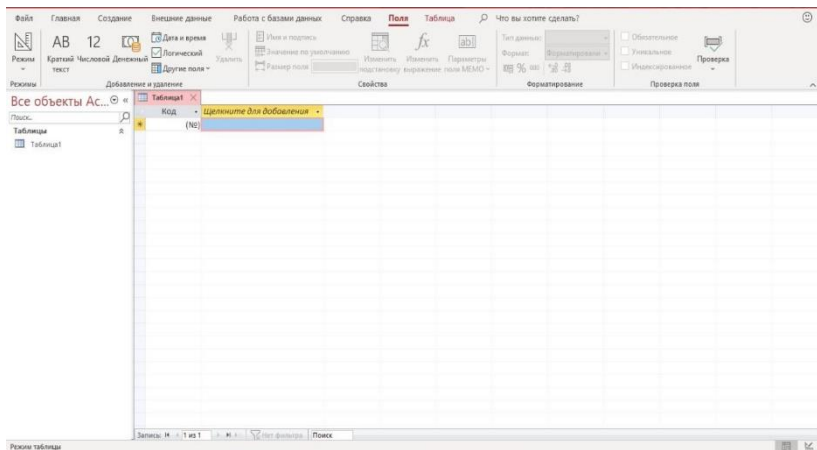 Файл Главная Создание Внешние данные Работа с базами данных Справка Поля Таблица Что вы хотите сделать?
Режим
AB
Краткий текст
12
Числовой
Денежный
Дата и время
Логический
Другие поля
Удалить
Имя и подпись
Значение по умолчанию
Размер поля
Изменить подстановку
fx
Изменить выражение
ab
Параметры поля MEMO
Тип данных:
Формат: Форматирование
% 000
Обязательное
Уникальное
Индексированное
Проверка
Режимы Добавление и удаление Свойства Форматирование Проверка поля
Все объекты Ac...
Поиск...
Таблицы
Таблица1
Таблица1
Код Щелкните для добавления
(№)
Запись: 1 из 1 Нет фильтра Поиск
Режим таблицы